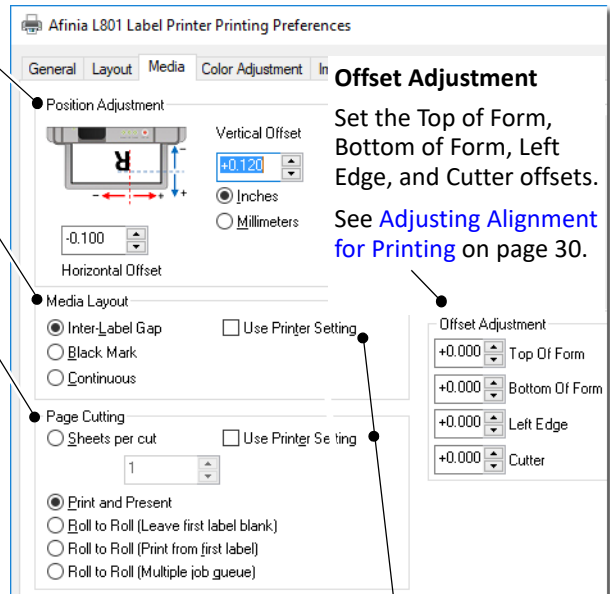 Afinia L801 Label Printer Printing Preferences
General Layout Media Color Adjustment
Offset Adjustment
Set the Top of Form,
Bottom of Form, Left
Edge, and Cutter offsets.
See Adjusting Alignment
for Printing on page 30.
Position Adjustment
R
- +
-
+
Vertical Offset
+0.120
Inches
Millimeters
-0.100
Horizontal Offset
Media Layout
Inter-Label Gap Use Printer Setting
Black Mark
Continuous
Offset Adjustment
+0.000 Top Of Form
+0.000 Bottom Of Form
+0.000 Left Edge
+0.000 Cutter
Page Cutting
Sheets per cut Use Printer Setting
1
Print and Present
Roll to Roll (Leave first label blank)
Roll to Roll (Print from first label)
Roll to Roll (Multiple job queue)